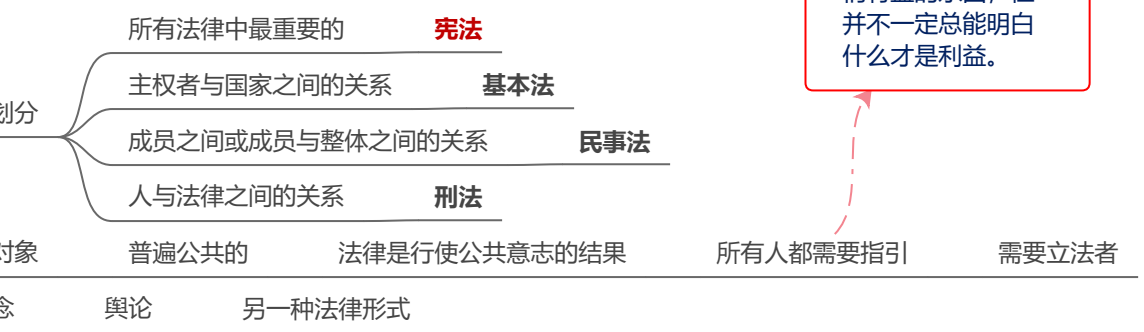 并不一定总能明白
什么才是利益。
所有法律中最重要的 宪法
主权者与国家之间的关系 基本法
划分
成员之间或成员与整体之间的关系 民事法
人与法律之间的关系 刑法
对象 普遍公共的 法律是行使公共意志的结果 所有人都需要指引 需要立法者
念 舆论 另一种法律形式